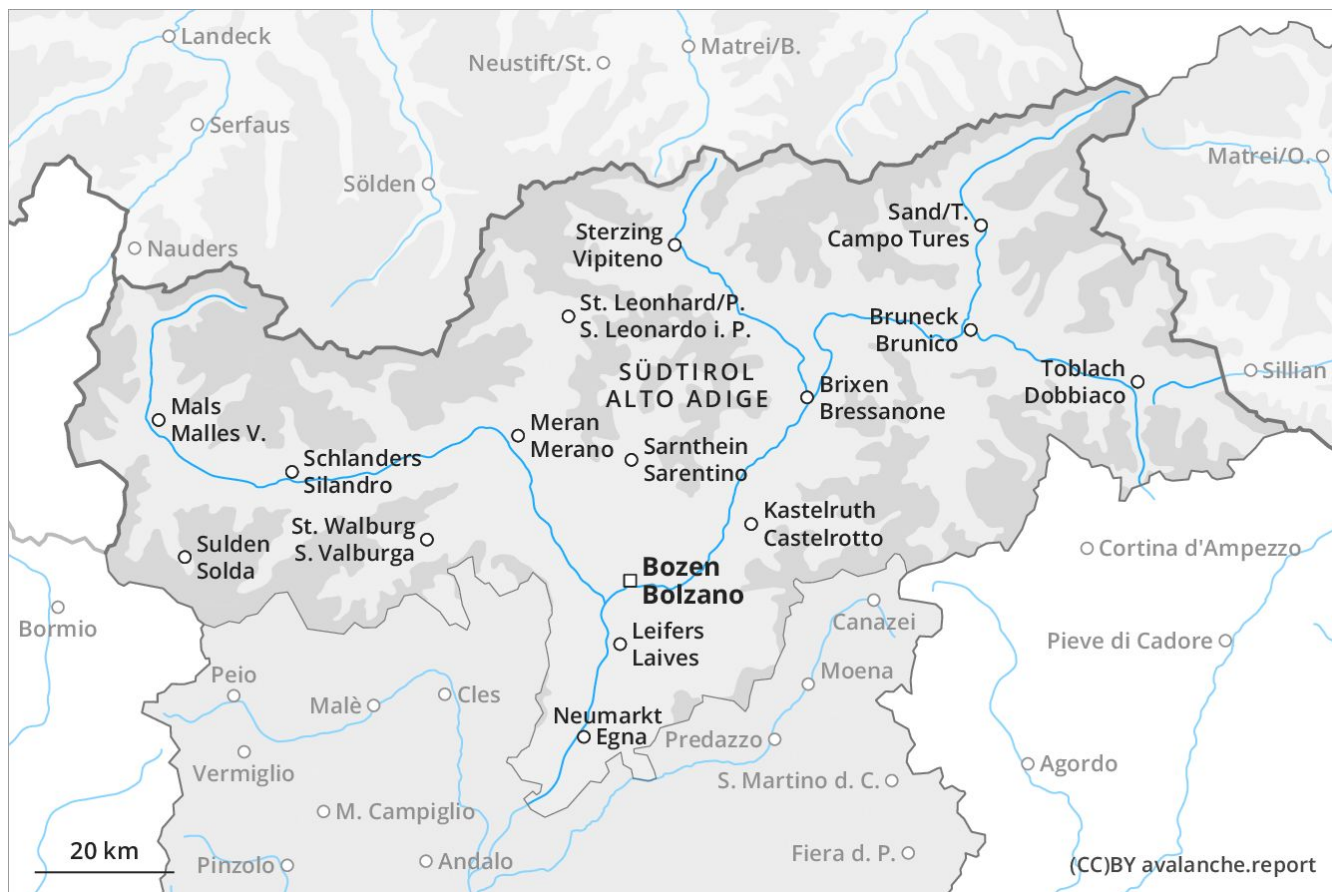 Landeck
Matrei/B.
Neustift/St.
Serfaus
Matrei/O.
Sölden
Sand/T.
Campo Tures
Sterzing
Vipiteno
Nauders
St. Leonhard/P.
S. Leonardo i. P.
Bruneck
Brunico
SÜDTIROL
ALTO ADIGE
Toblach
Dobbiaco
Sillian
Brixen
Bressanone
Mals
Malles V.
Meran
Merano
Schlanders
Silandro
Sarnthein
Sarentino
Kastelruth
Castelrotto
St. Walburg
S. Valburga
Sulden
Solda
Cortina d'Ampezzo
Bozen
Bolzano
Bormio
Canazei
Leifers
Laives
Pieve di Cadore
Peio
Moena
Malè
Cles
Neumarkt
Egna
Predazzo
Vermiglio
Agordo
S. Martino d. C.
M. Campiglio
20 km
Pinzolo
Andalo
Fiera d. P.
(CC)BY avalanche.report